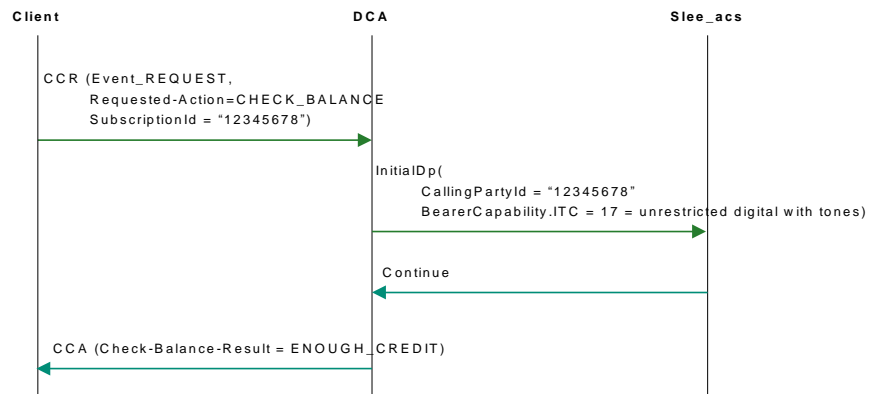 Client DCA Slee_acs
CCR (Event_REQUEST,
Requested-Action=CHECK_BALANCE
SubscriptionId = “12345678”)
InitialDp(
CallingPartyId = “12345678”
BearerCapability.ITC = 17 = unrestricted digital with tones)
Continue
CCA (Check-Balance-Result = ENOUGH_CREDIT)